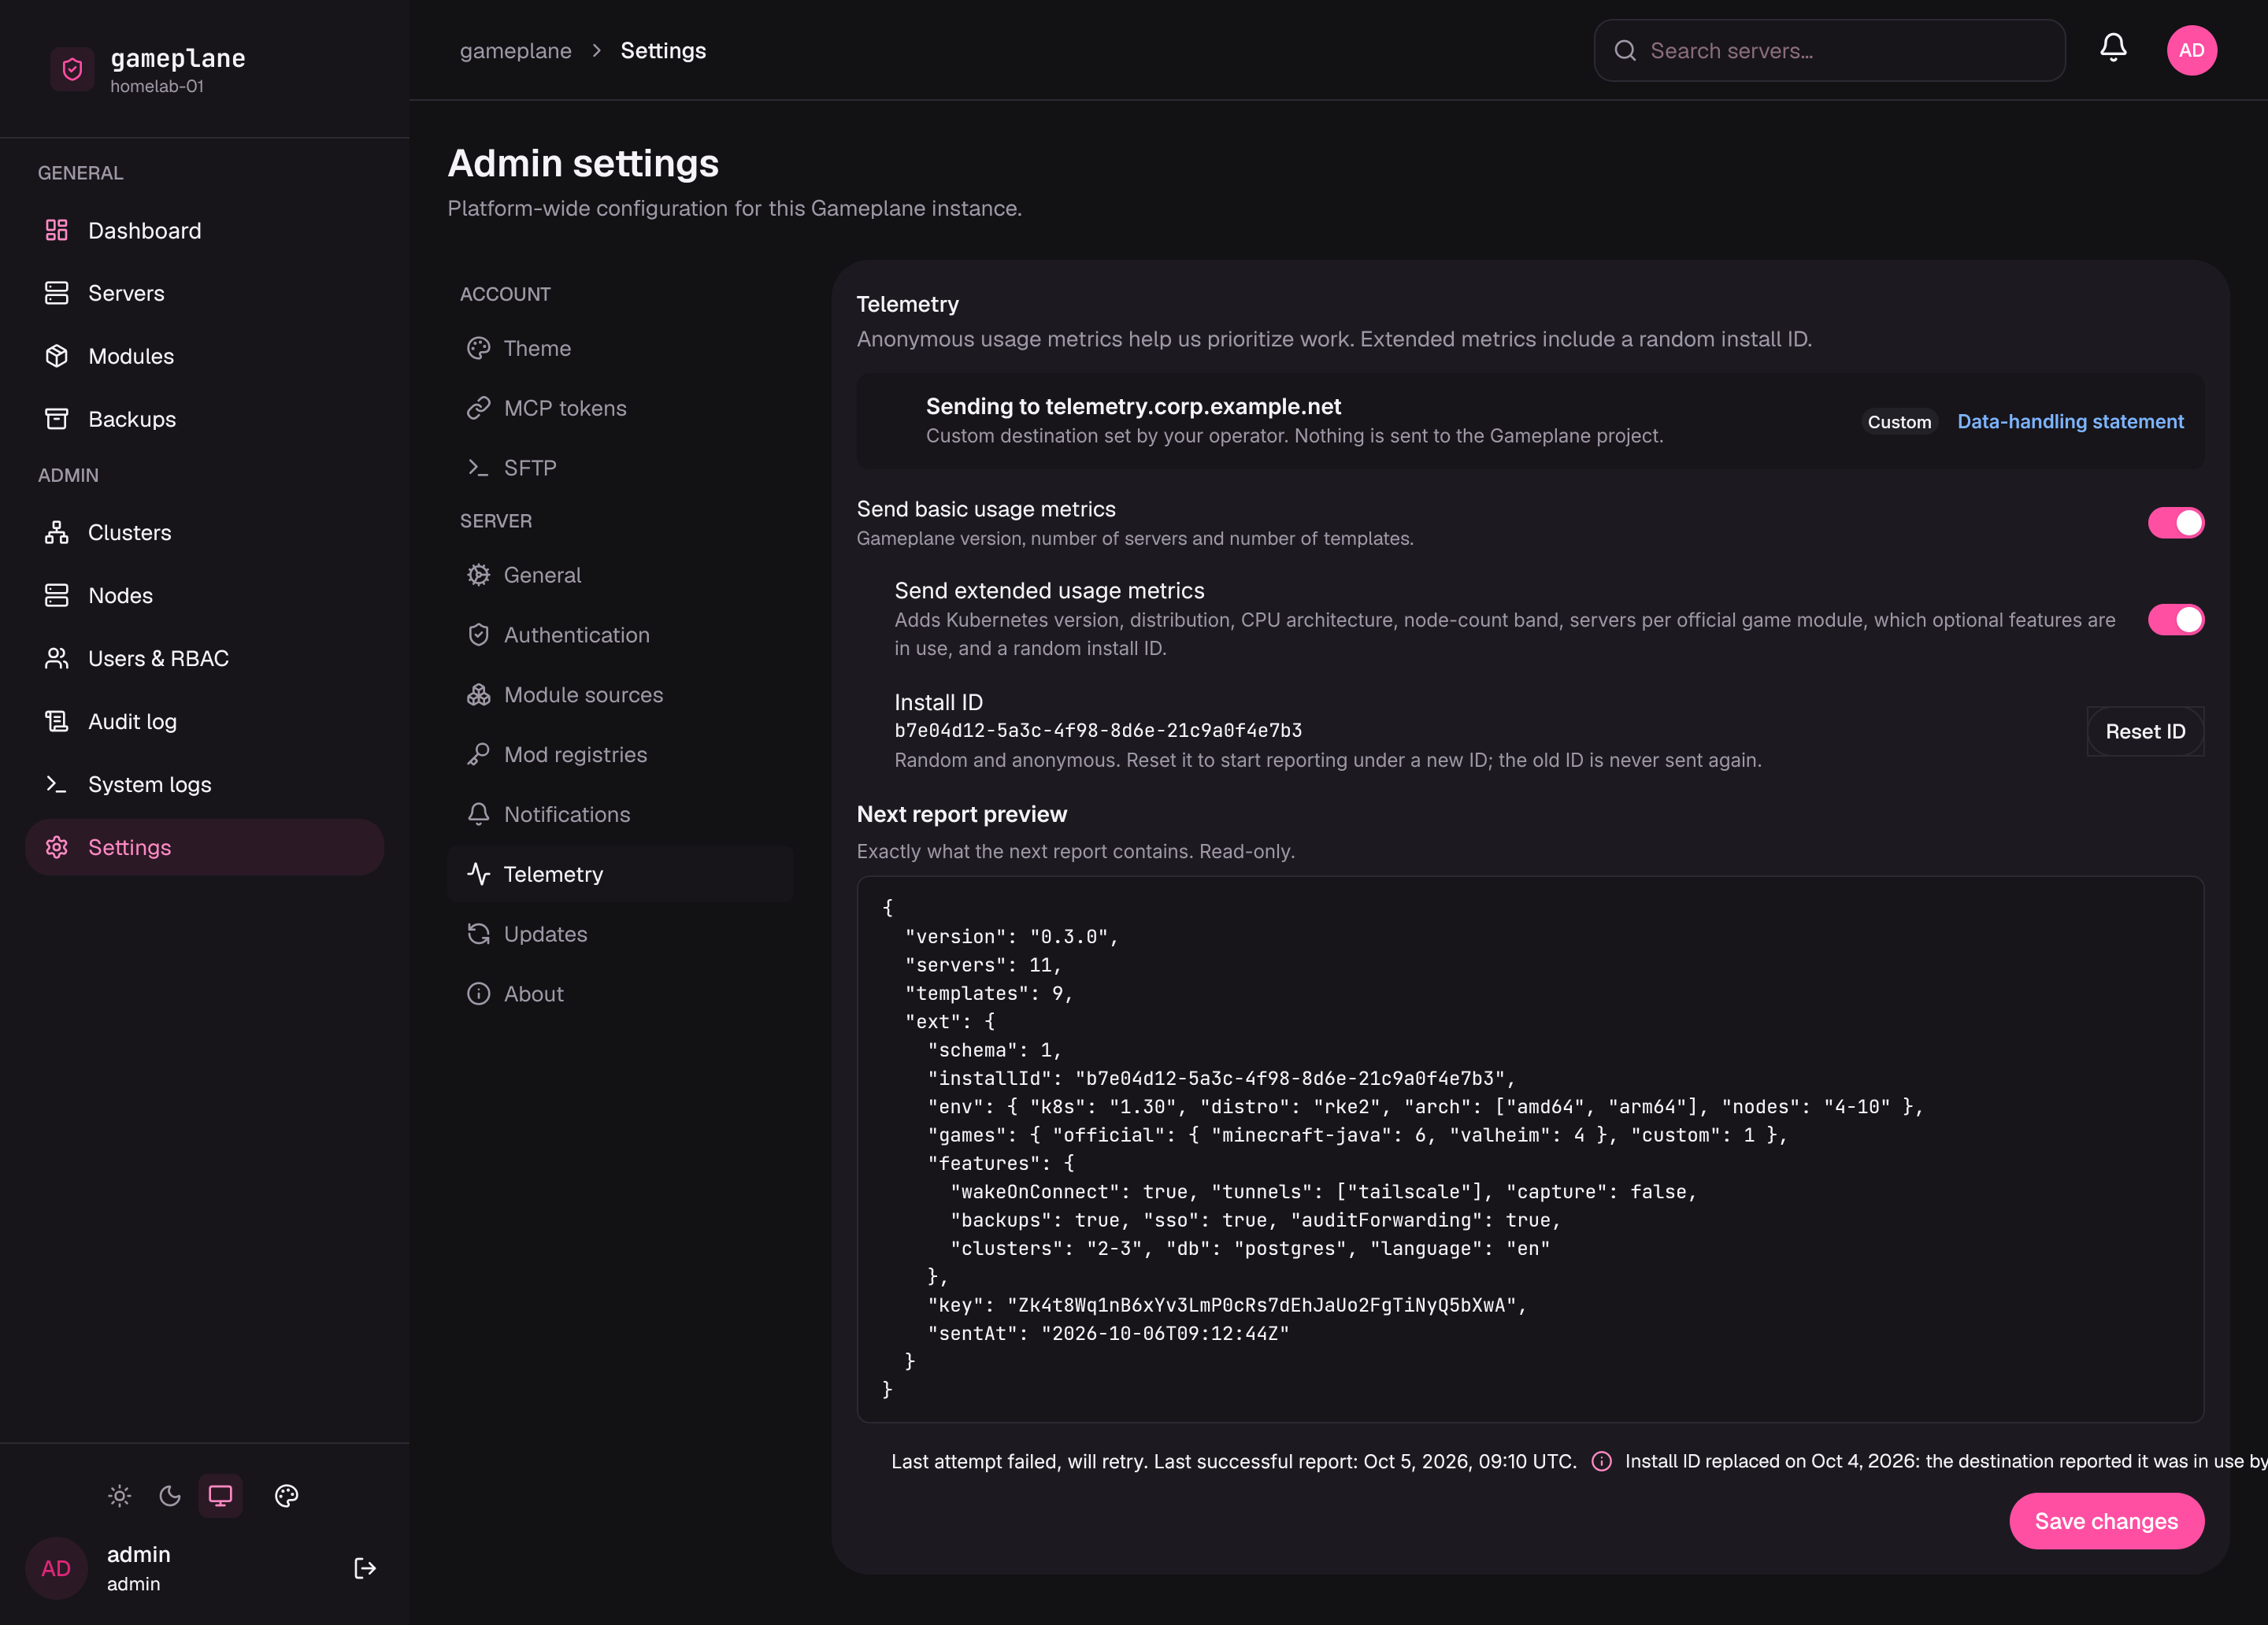 gameplane
homelab-01
GENERAL
Dashboard
Servers
Modules
Backups
ADMIN
Clusters
Nodes
Users & RBAC
Audit log
System logs
Settings
AD
admin
admin
gameplane > Settings
Search servers...
AD
Admin settings
Platform-wide configuration for this Gameplane instance.
ACCOUNT
Theme
MCP tokens
SFTP
SERVER
General
Authentication
Module sources
Mod registries
Notifications
Telemetry
Updates
About
Telemetry
Anonymous usage metrics help us prioritize work. Extended metrics include a random install ID.
Sending to telemetry.corp.example.net
Custom destination set by your operator. Nothing is sent to the Gameplane project.
Custom
Data-handling statement
Send basic usage metrics
Gameplane version, number of servers and number of templates.
Send extended usage metrics
Adds Kubernetes version, distribution, CPU architecture, node-count band, servers per official game module, which optional features are
in use, and a random install ID.
Install ID
b7e04d12-5a3c-4f98-8d6e-21c9a0f4e7b3
Random and anonymous. Reset it to start reporting under a new ID; the old ID is never sent again.
Reset ID
Next report preview
Exactly what the next report contains. Read-only.
{
"version": "0.3.0",
"servers": 11,
"templates": 9,
"ext": {
"schema": 1,
"installId": "b7e04d12-5a3c-4f98-8d6e-21c9a0f4e7b3",
"env": { "k8s": "1.30", "distro": "rke2", "arch": ["amd64", "arm64"], "nodes": "4-10" },
"games": { "official": { "minecraft-java": 6, "valheim": 4 }, "custom": 1 },
"features": {
"wakeOnConnect": true, "tunnels": ["tailscale"], "capture": false,
"backups": true, "sso": true, "auditForwarding": true,
"clusters": "2-3", "db": "postgres", "language": "en"
},
"key": "Zk4t8Wq1nB6xYv3LmP0cRs7dEhJaUo2FgTiNyQ5bXwA",
"sentAt": "2026-10-06T09:12:44Z"
}
}
Last attempt failed, will retry. Last successful report: Oct 5, 2026, 09:10 UTC.
Install ID replaced on Oct 4, 2026: the destination reported it was in use by
Save changes